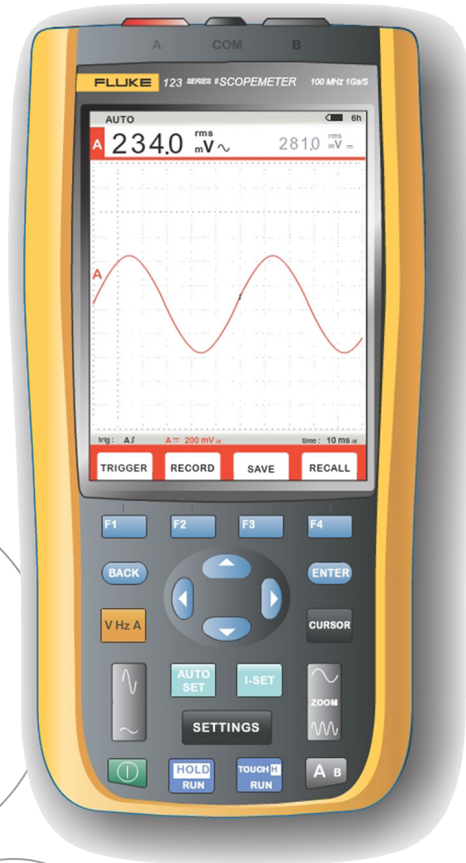 A COM B
FLUKE 123 SERIES II SCOPEMETER 100 MHz 1Ga/S
AUTO 6h
A 234.0 rms mV 281.0 rms mV
A
trig: A A= 200 mV time: 10 ms
TRIGGER RECORD SAVE RECALL
F1 F2 F3 F4
BACK ENTER
V Hz A CURSOR
AUTO SET I-SET ZOOM
SETTINGS
HOLD RUN TOUCH H RUN A B